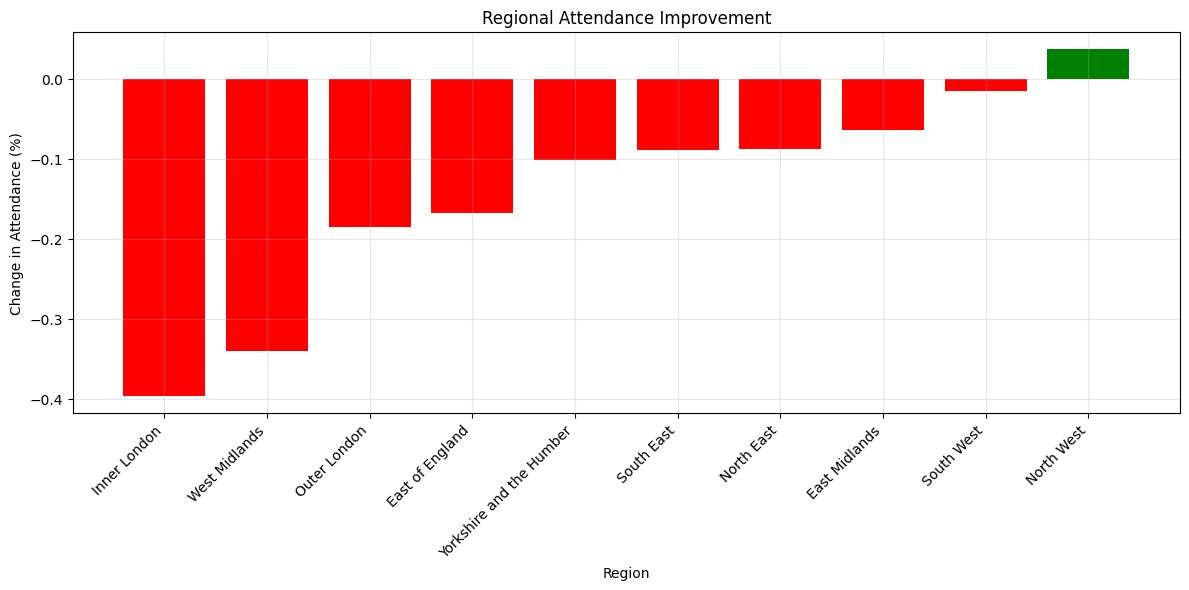 Regional Attendance Improvement
Change in Attendance (%)
0.0
−0.1
−0.2
−0.3
−0.4
Inner London
West Midlands
Outer London
East of England
Yorkshire and the Humber
South East
North East
East Midlands
South West
North West
Region